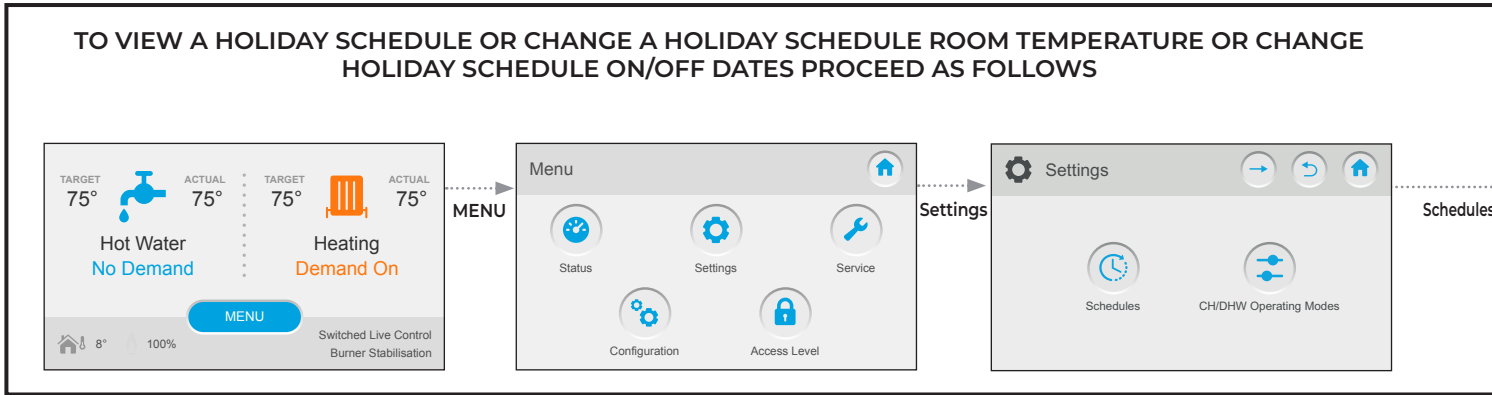 TO VIEW A HOLIDAY SCHEDULE OR CHANGE A HOLIDAY SCHEDULE ROOM TEMPERATURE OR CHANGE
HOLIDAY SCHEDULE ON/OFF DATES PROCEED AS FOLLOWS
TARGET
75°
ACTUAL
75°
Hot Water
No Demand
TARGET
75°
ACTUAL
75°
Heating
Demand On
MENU
8°
100%
Switched Live Control
Burner Stabilisation
MENU
Menu
Status
Settings
Service
Configuration
Access Level
Settings
Settings
Schedules
CH/DHW Operating Modes
Schedules